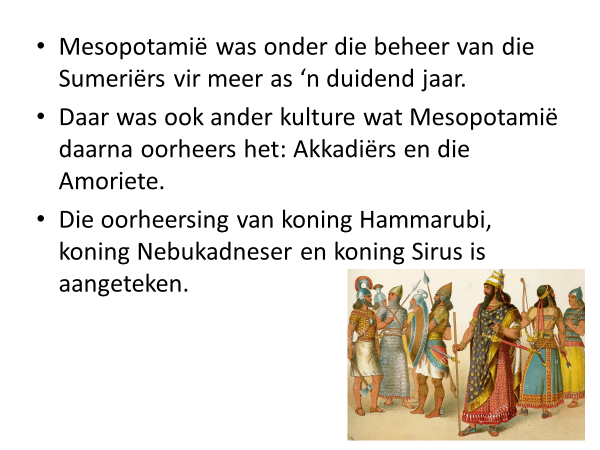 • Mesopotamië was onder die beheer van die
Sumeriërs vir meer as ‘n duidend jaar.
• Daar was ook ander kulture wat Mesopotamië
daarna oorheers het: Akkadiërs en die
Amoriete.
• Die oorheersing van koning Hammarubi,
koning Nebukadneser en koning Sirus is
aangeteken.